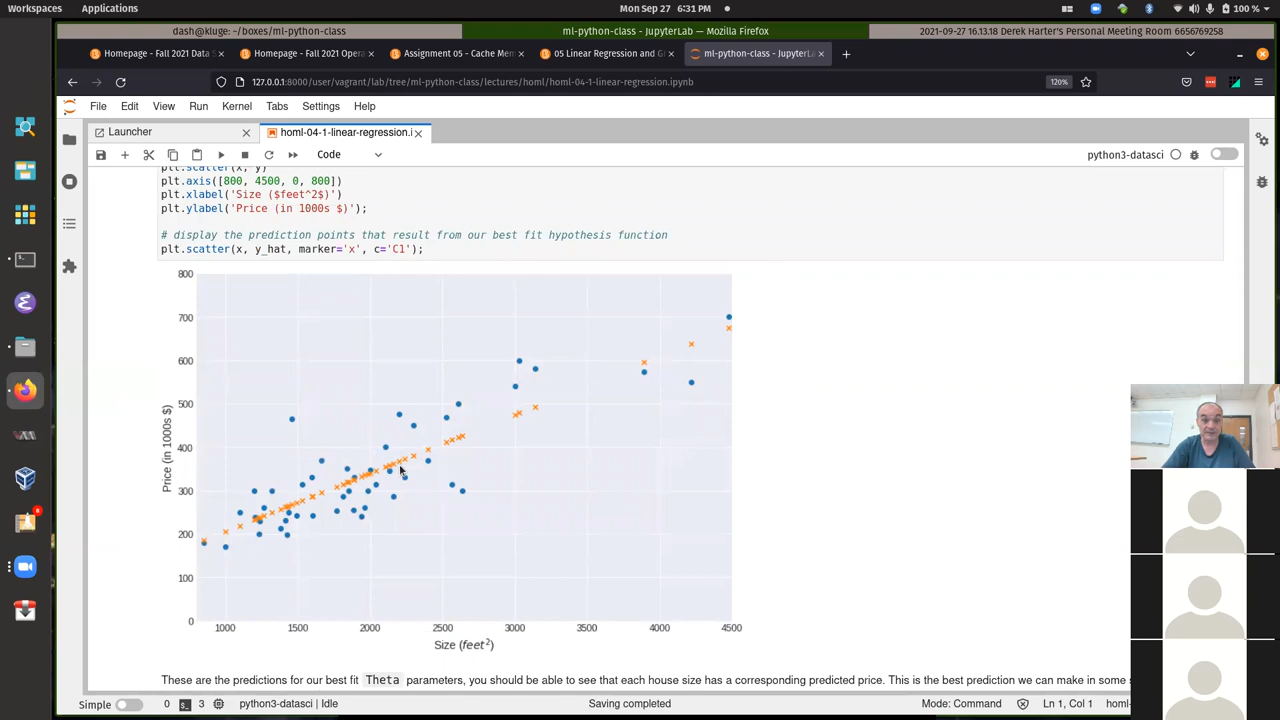 Workspaces Applications Mon Sep 27 6:31 PM 100 %
dash@kluge: ~/boxes/ml-python-class ml-python-class - JupyterLab — Mozilla Firefox 2021-09-27 16.13.18 Derek Harter's Personal Meeting Room 6656769258
Homepage - Fall 2021 Data S Homepage - Fall 2021 Opera Assignment 05 - Cache Mem 05 Linear Regression and G ml-python-class - JupyterLa
127.0.0.1:8000/user/vagrant/lab/tree/ml-python-class/lectures/homl/homl-04-1-linear-regression.ipynb 120%
File Edit View Run Kernel Tabs Settings Help
Launcher homl-04-1-linear-regression.i
Code python3-datasci
plt.scatter(x, y)
plt.axis([800, 4500, 0, 800])
plt.xlabel('Size ($feet^2$)')
plt.ylabel('Price (in 1000s $)');
# display the prediction points that result from our best fit hypothesis function
plt.scatter(x, y_hat, marker='x', c='C1');
800
700
600
500
400
300
200
100
0
Price (in 1000s $)
1000 1500 2000 2500 3000 3500 4000 4500
Size (feet²)
These are the predictions for our best fit Theta parameters, you should be able to see that each house size has a corresponding predicted price. This is the best prediction we can make in some s
Simple 0 3 python3-datasci | Idle Saving completed Mode: Command Ln 1, Col 1 homl-
8